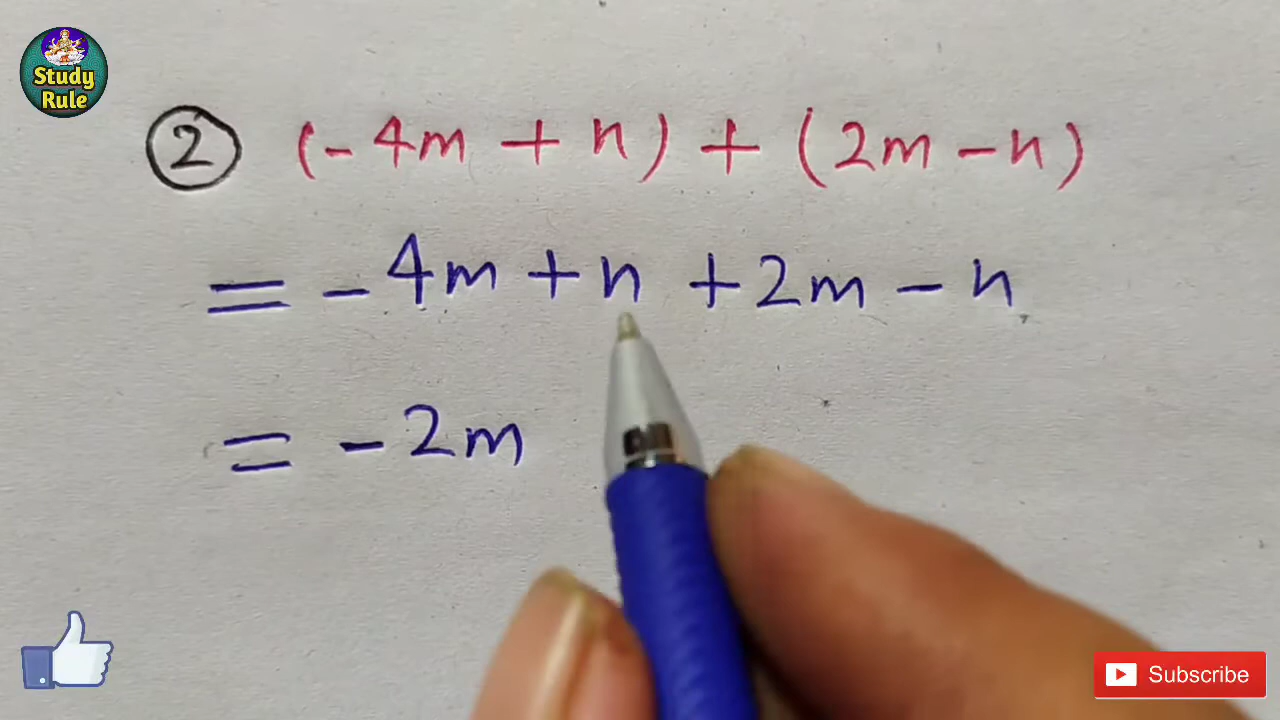 Study
Rule
② (-4m + n) + (2m - n)
= -4m + n + 2m - n
= -2m
Subscribe